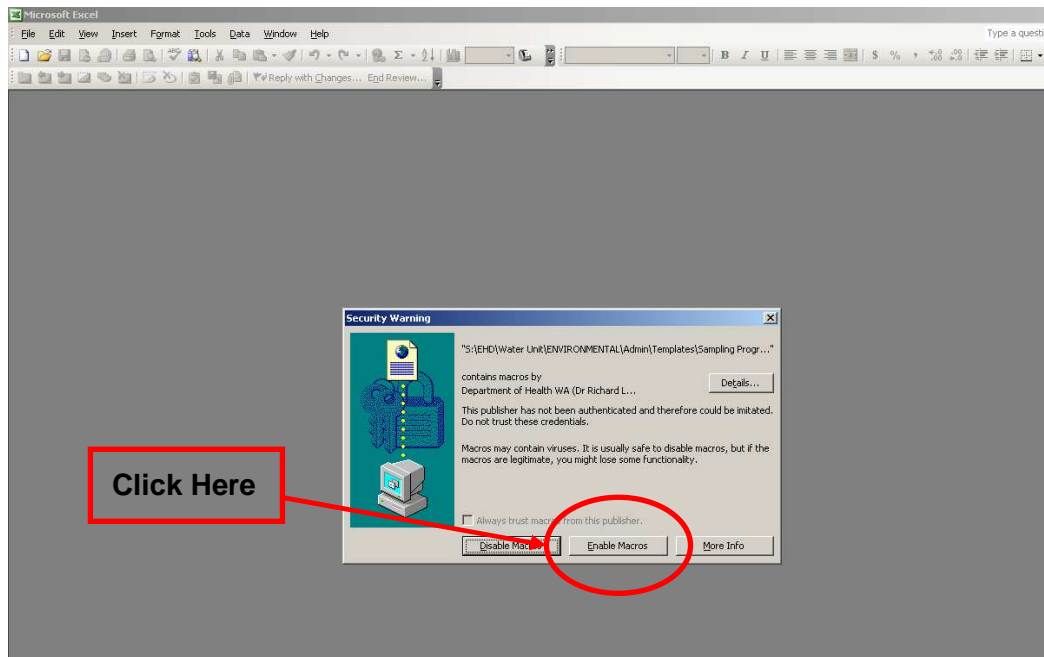 Microsoft Excel
File Edit View Insert Format Tools Data Window Help
Type a questi
B I U $ % ,
Reply with Changes... End Review...
Security Warning
"S:\EHD\Water Unit\ENVIRONMENTAL\Admin\Templates\Sampling Progr..."
contains macros by
Department of Health WA (Dr Richard L...
Details...
This publisher has not been authenticated and therefore could be imitated.
Do not trust these credentials.
Macros may contain viruses. It is usually safe to disable macros, but if the
macros are legitimate, you might lose some functionality.
Click Here
Always trust macros from this publisher.
Disable Macros Enable Macros More Info